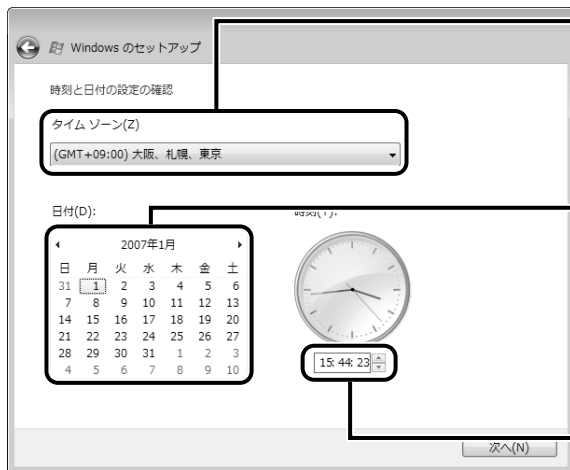 Windows のセットアップ
時刻と日付の設定の確認
タイム ゾーン(Z)
(GMT+09:00) 大阪、札幌、東京
日付(D):
時刻(T):
2007年1月
日 月 火 水 木 金 土
31 1 2 3 4 5 6
7 8 9 10 11 12 13
14 15 16 17 18 19 20
21 22 23 24 25 26 27
28 29 30 31 1 2 3
4 5 6 7 8 9 10
15: 44: 23
次へ(N)